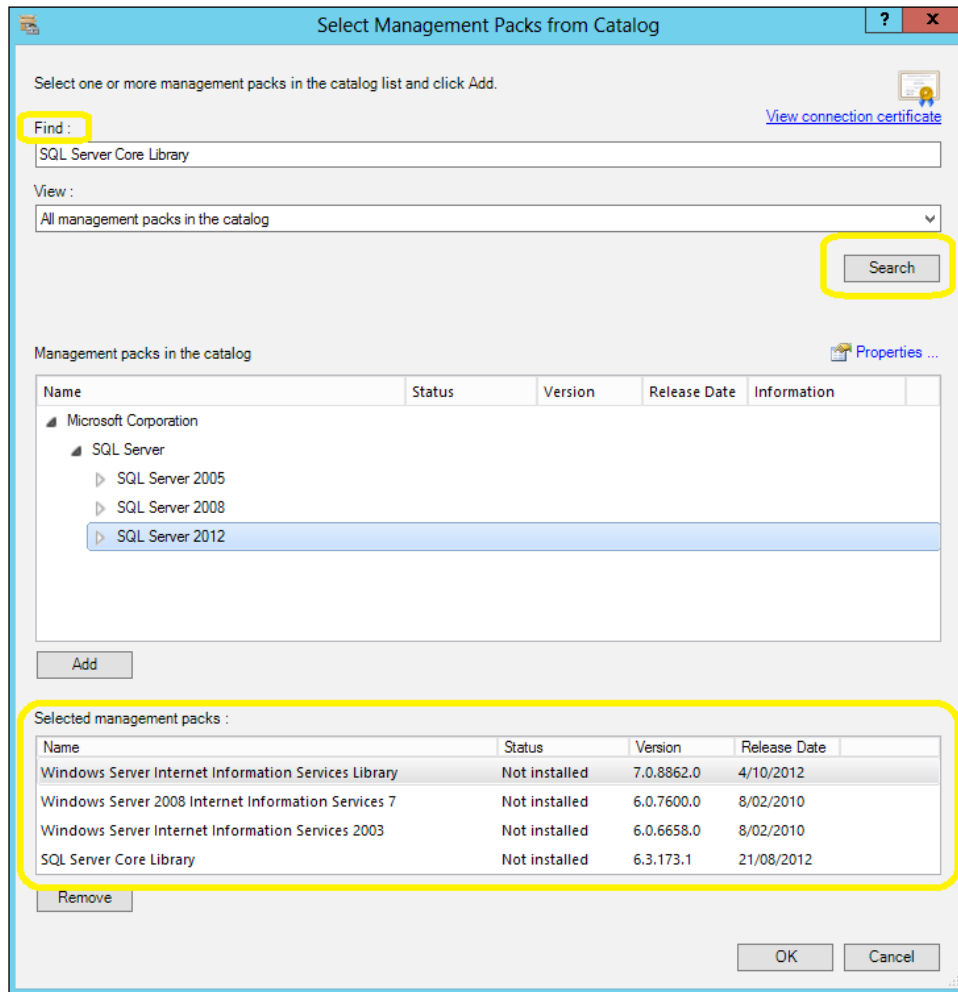 Select Management Packs from Catalog
? x
Select one or more management packs in the catalog list and click Add.
View connection certificate
Find :
SQL Server Core Library
View :
All management packs in the catalog
Search
Management packs in the catalog
Properties ...
Name Status Version Release Date Information
Microsoft Corporation
SQL Server
SQL Server 2005
SQL Server 2008
SQL Server 2012
Add
Selected management packs :
Name Status Version Release Date
Windows Server Internet Information Services Library Not installed 7.0.8862.0 4/10/2012
Windows Server 2008 Internet Information Services 7 Not installed 6.0.7600.0 8/02/2010
Windows Server Internet Information Services 2003 Not installed 6.0.6658.0 8/02/2010
SQL Server Core Library Not installed 6.3.173.1 21/08/2012
Remove
OK Cancel